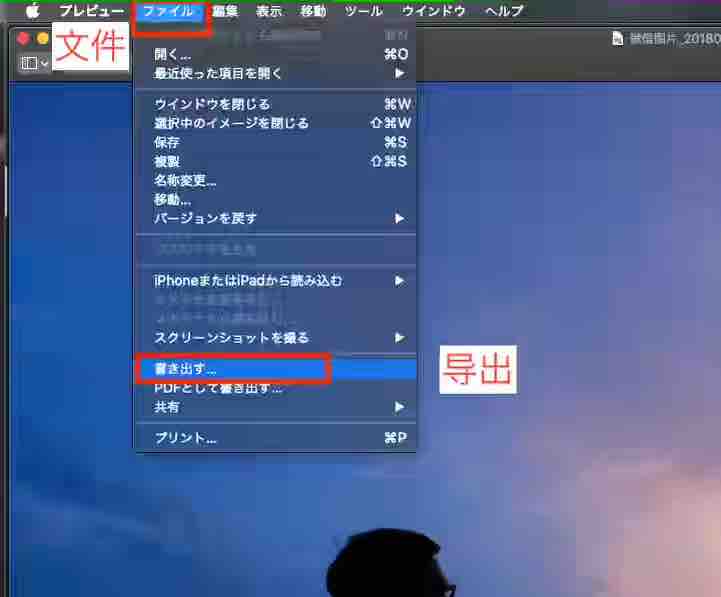 プレビュー ファイル 編集 表示 移動 ツール ウインドウ ヘルプ
文件
微信图片_20180
開く... ⌘O
最近使った項目を開く ▶
ウインドウを閉じる ⌘W
選択中のイメージを閉じる ⇧⌘W
保存 ⌘S
複製 ⇧⌘S
名称変更...
移動...
バージョンを戻す ▶
iPhoneまたはiPadから読み込む ▶
スクリーンショットを撮る ▶
書き出す...
导出
PDFとして書き出す...
共有 ▶
プリント... ⌘P